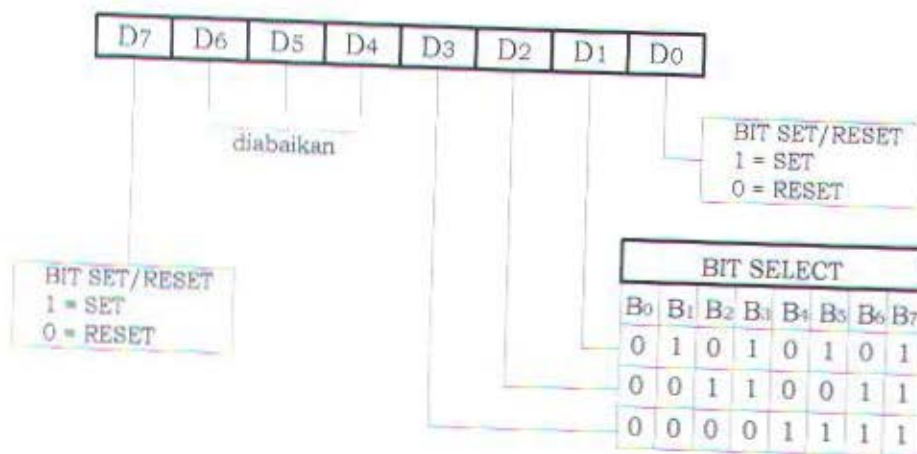 D7 D6 D5 D4 D3 D2 D1 D0
diabaikan
BIT SET/RESET
1 = SET
0 = RESET
BIT SET/RESET
1 = SET
0 = RESET
BIT SELECT
B0 B1 B2 B3 B4 B5 B6 B7
0 1 0 1 0 1 0 1
0 0 1 1 0 0 1 1
0 0 0 0 1 1 1 1